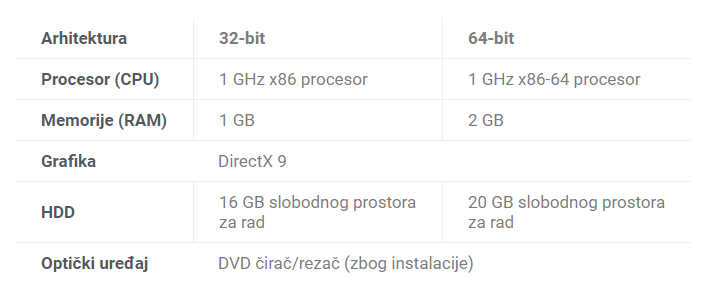 Arhitektura 32-bit 64-bit
Procesor (CPU) 1 GHz x86 procesor 1 GHz x86-64 procesor
Memorije (RAM) 1 GB 2 GB
Grafika DirectX 9
HDD 16 GB slobodnog prostora za rad 20 GB slobodnog prostora za rad
Optički uređaj DVD čirač/rezač (zbog instalacije)